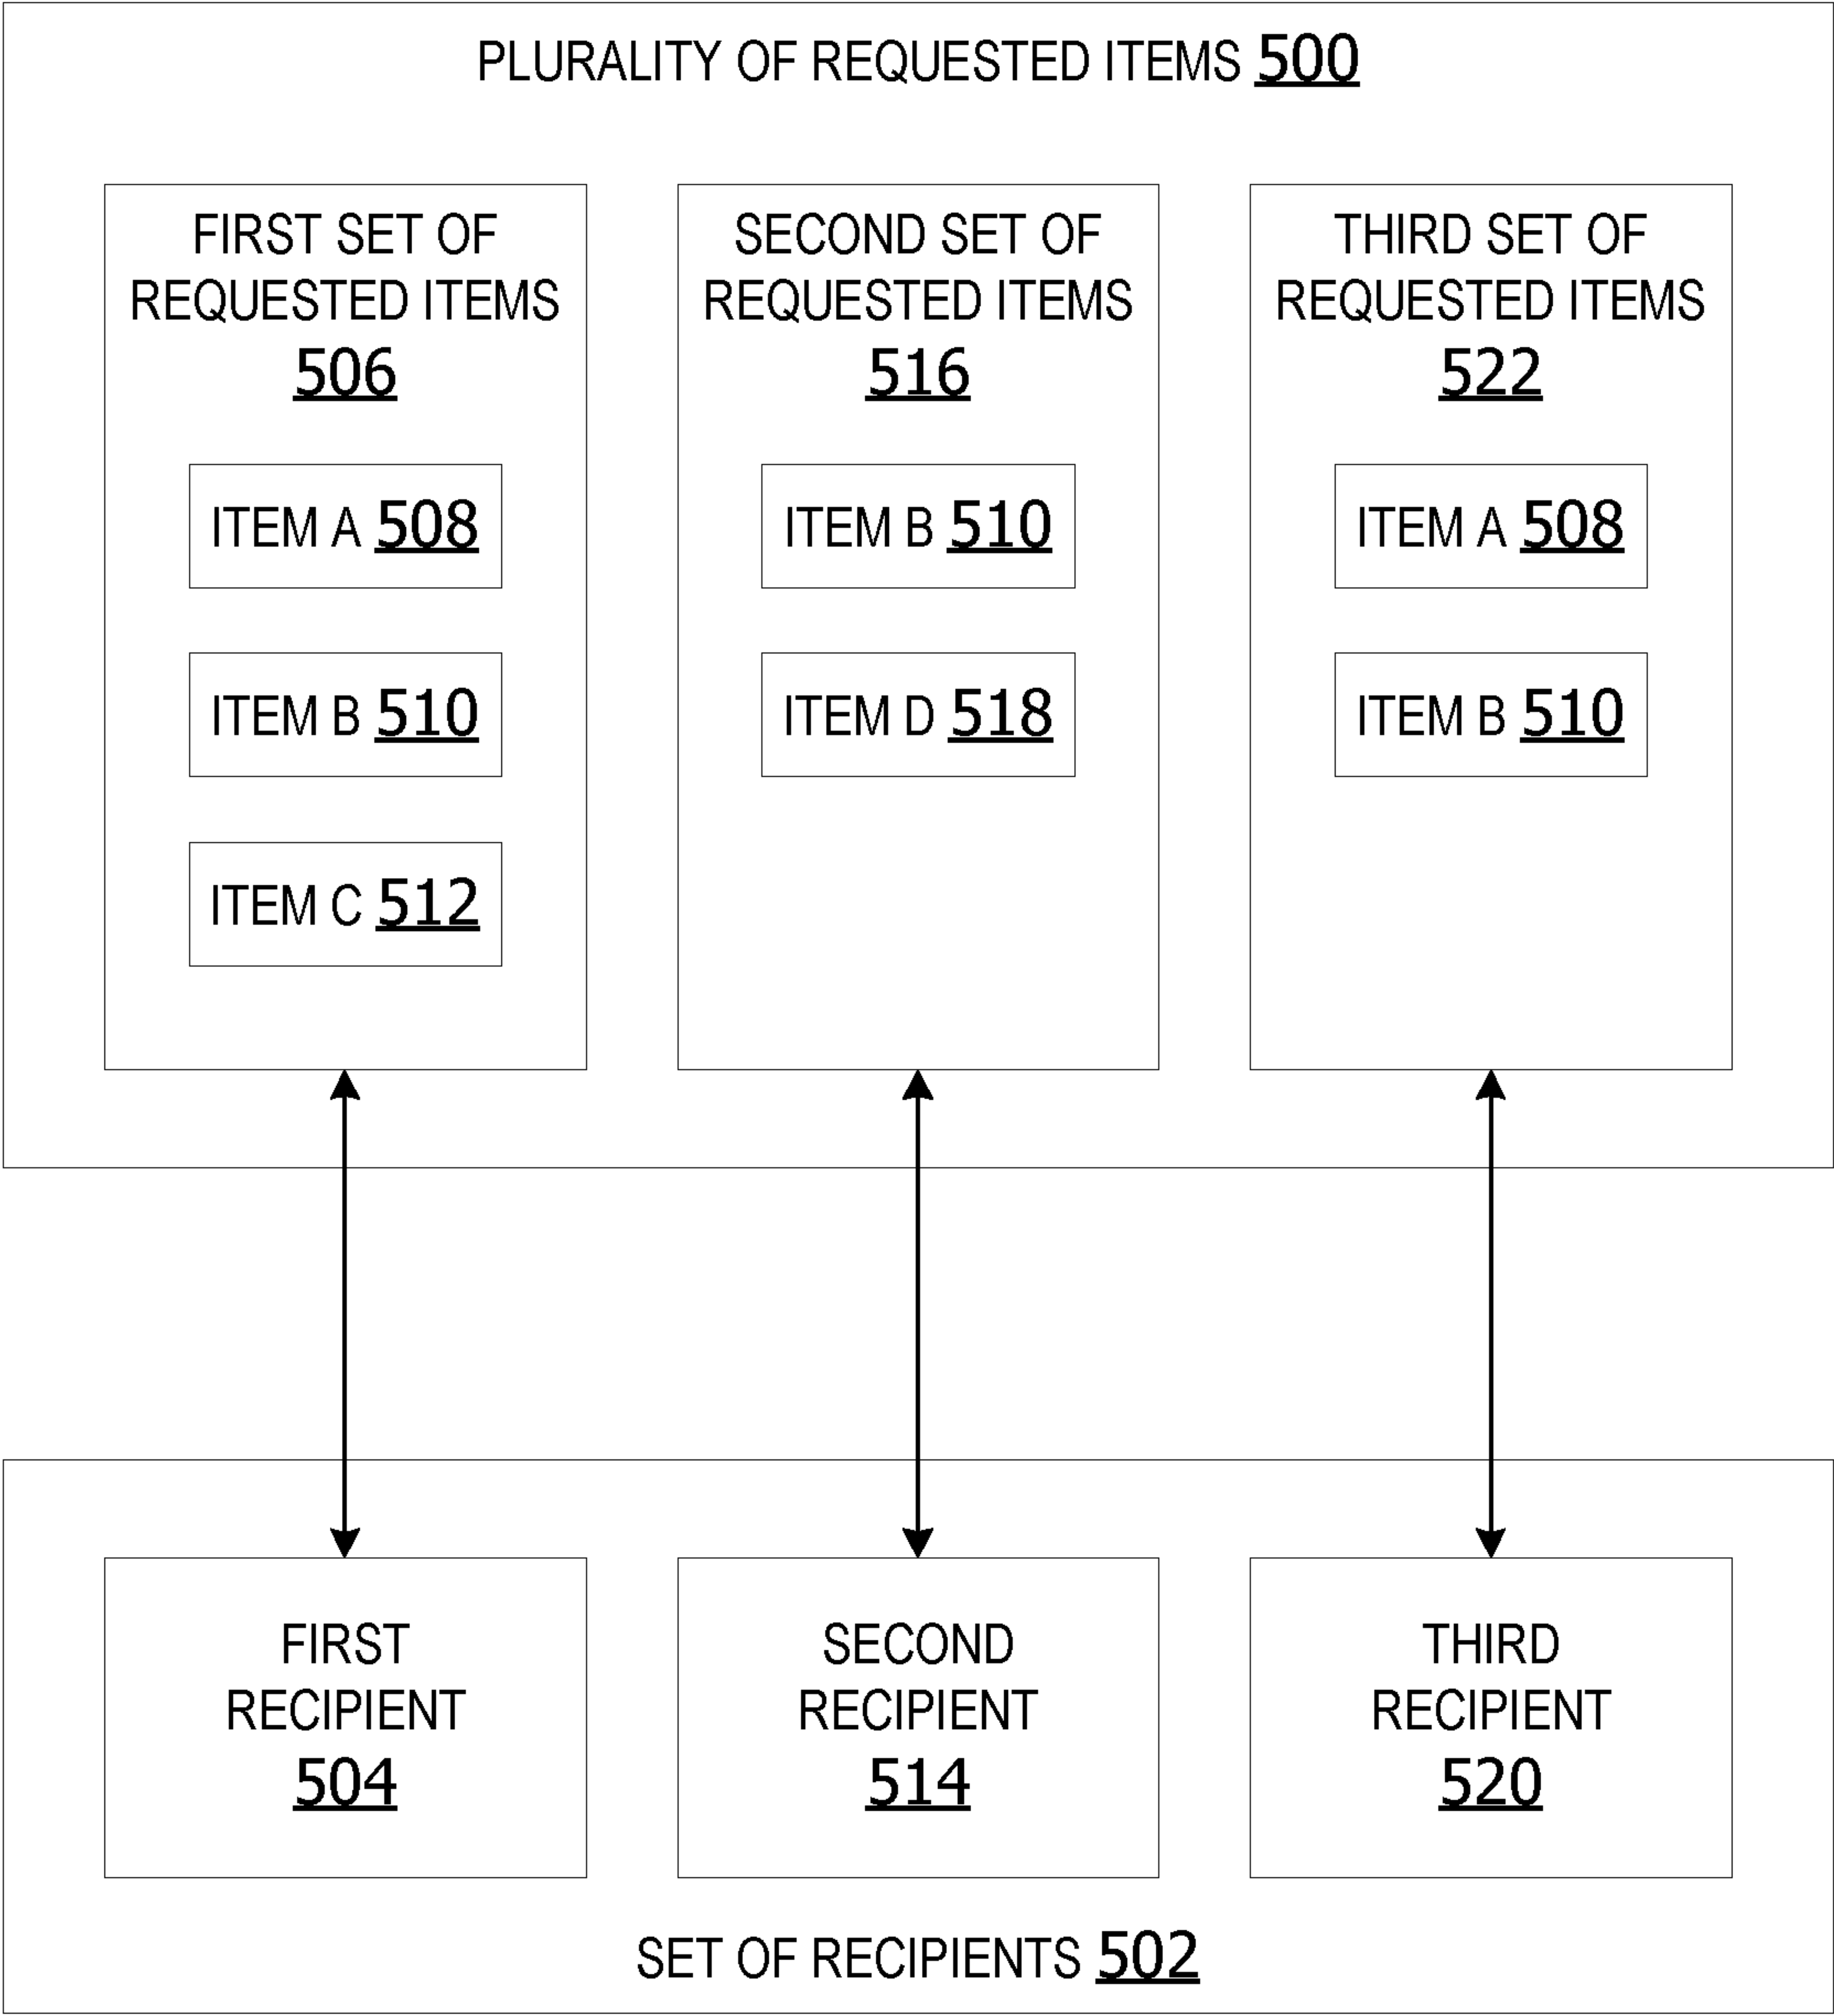 PLURALITY OF REQUESTED ITEMS 500
FIRST SET OF
REQUESTED ITEMS
506
ITEM A 508
ITEM B 510
ITEM C 512
SECOND SET OF
REQUESTED ITEMS
516
ITEM B 510
ITEM D 518
THIRD SET OF
REQUESTED ITEMS
522
ITEM A 508
ITEM B 510
FIRST
RECIPIENT
504
SECOND
RECIPIENT
514
THIRD
RECIPIENT
520
SET OF RECIPIENTS 502